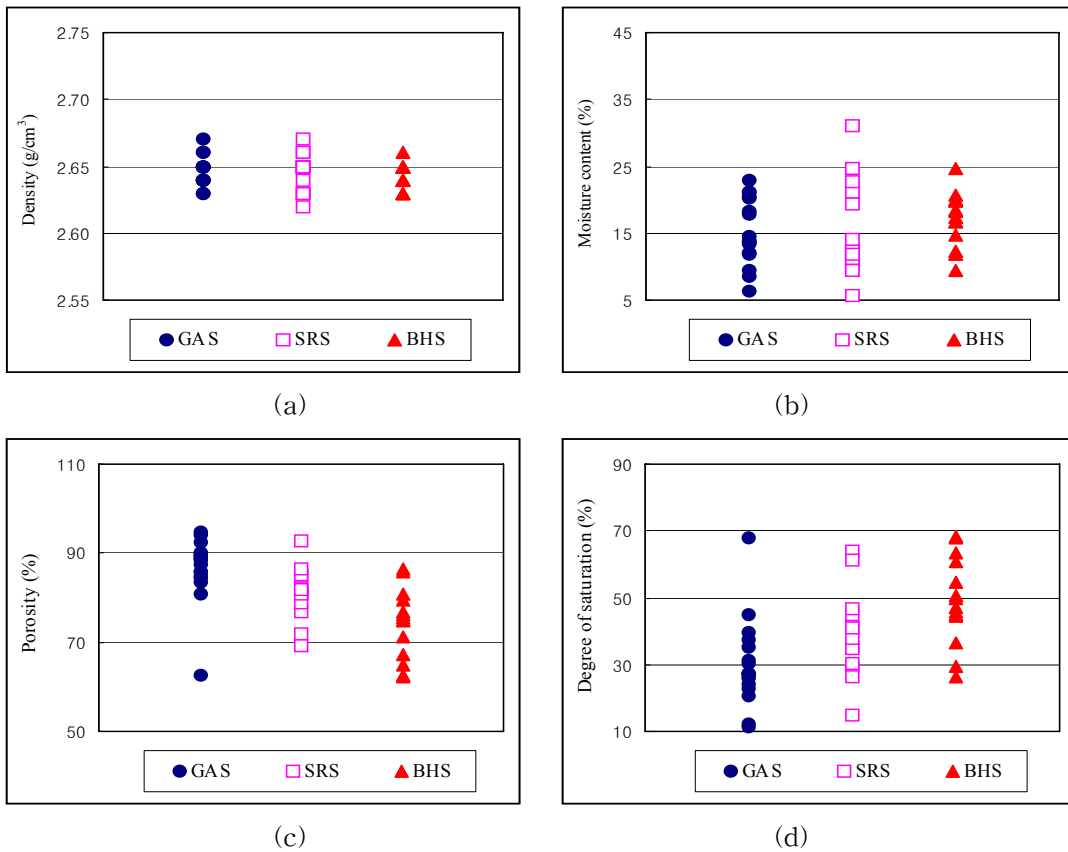 2.75
2.70
2.65
2.60
2.55
Density (g/cm³)
GAS SRS BHS
(a)
45
35
25
15
5
Moisture content (%)
GAS SRS BHS
(b)
110
90
70
50
Porosity (%)
GAS SRS BHS
(c)
90
70
50
30
10
Degree of saturation (%)
GAS SRS BHS
(d)